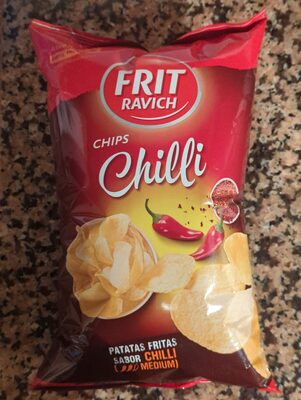 FRIT
RAVICH
CHIPS
Chilli
PATATAS FRITAS
SABOR CHILLI
MEDIUM)